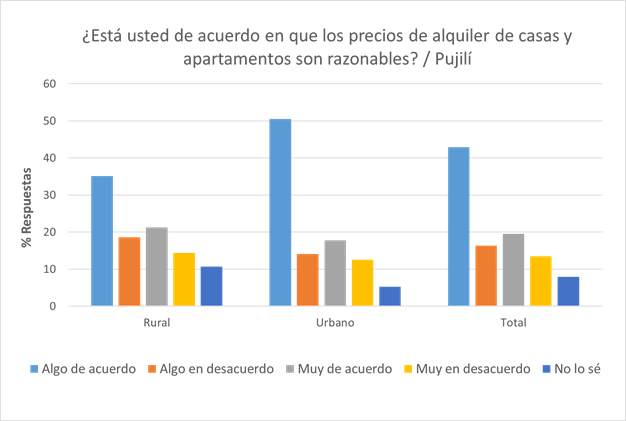 ¿Está usted de acuerdo en que los precios de alquiler de casas y
apartamentos son razonables? / Pujilí
60
50
40
30
20
10
0
% Respuestas
Rural
Urbano
Total
Algo de acuerdo
Algo en desacuerdo
Muy de acuerdo
Muy en desacuerdo
No lo sé